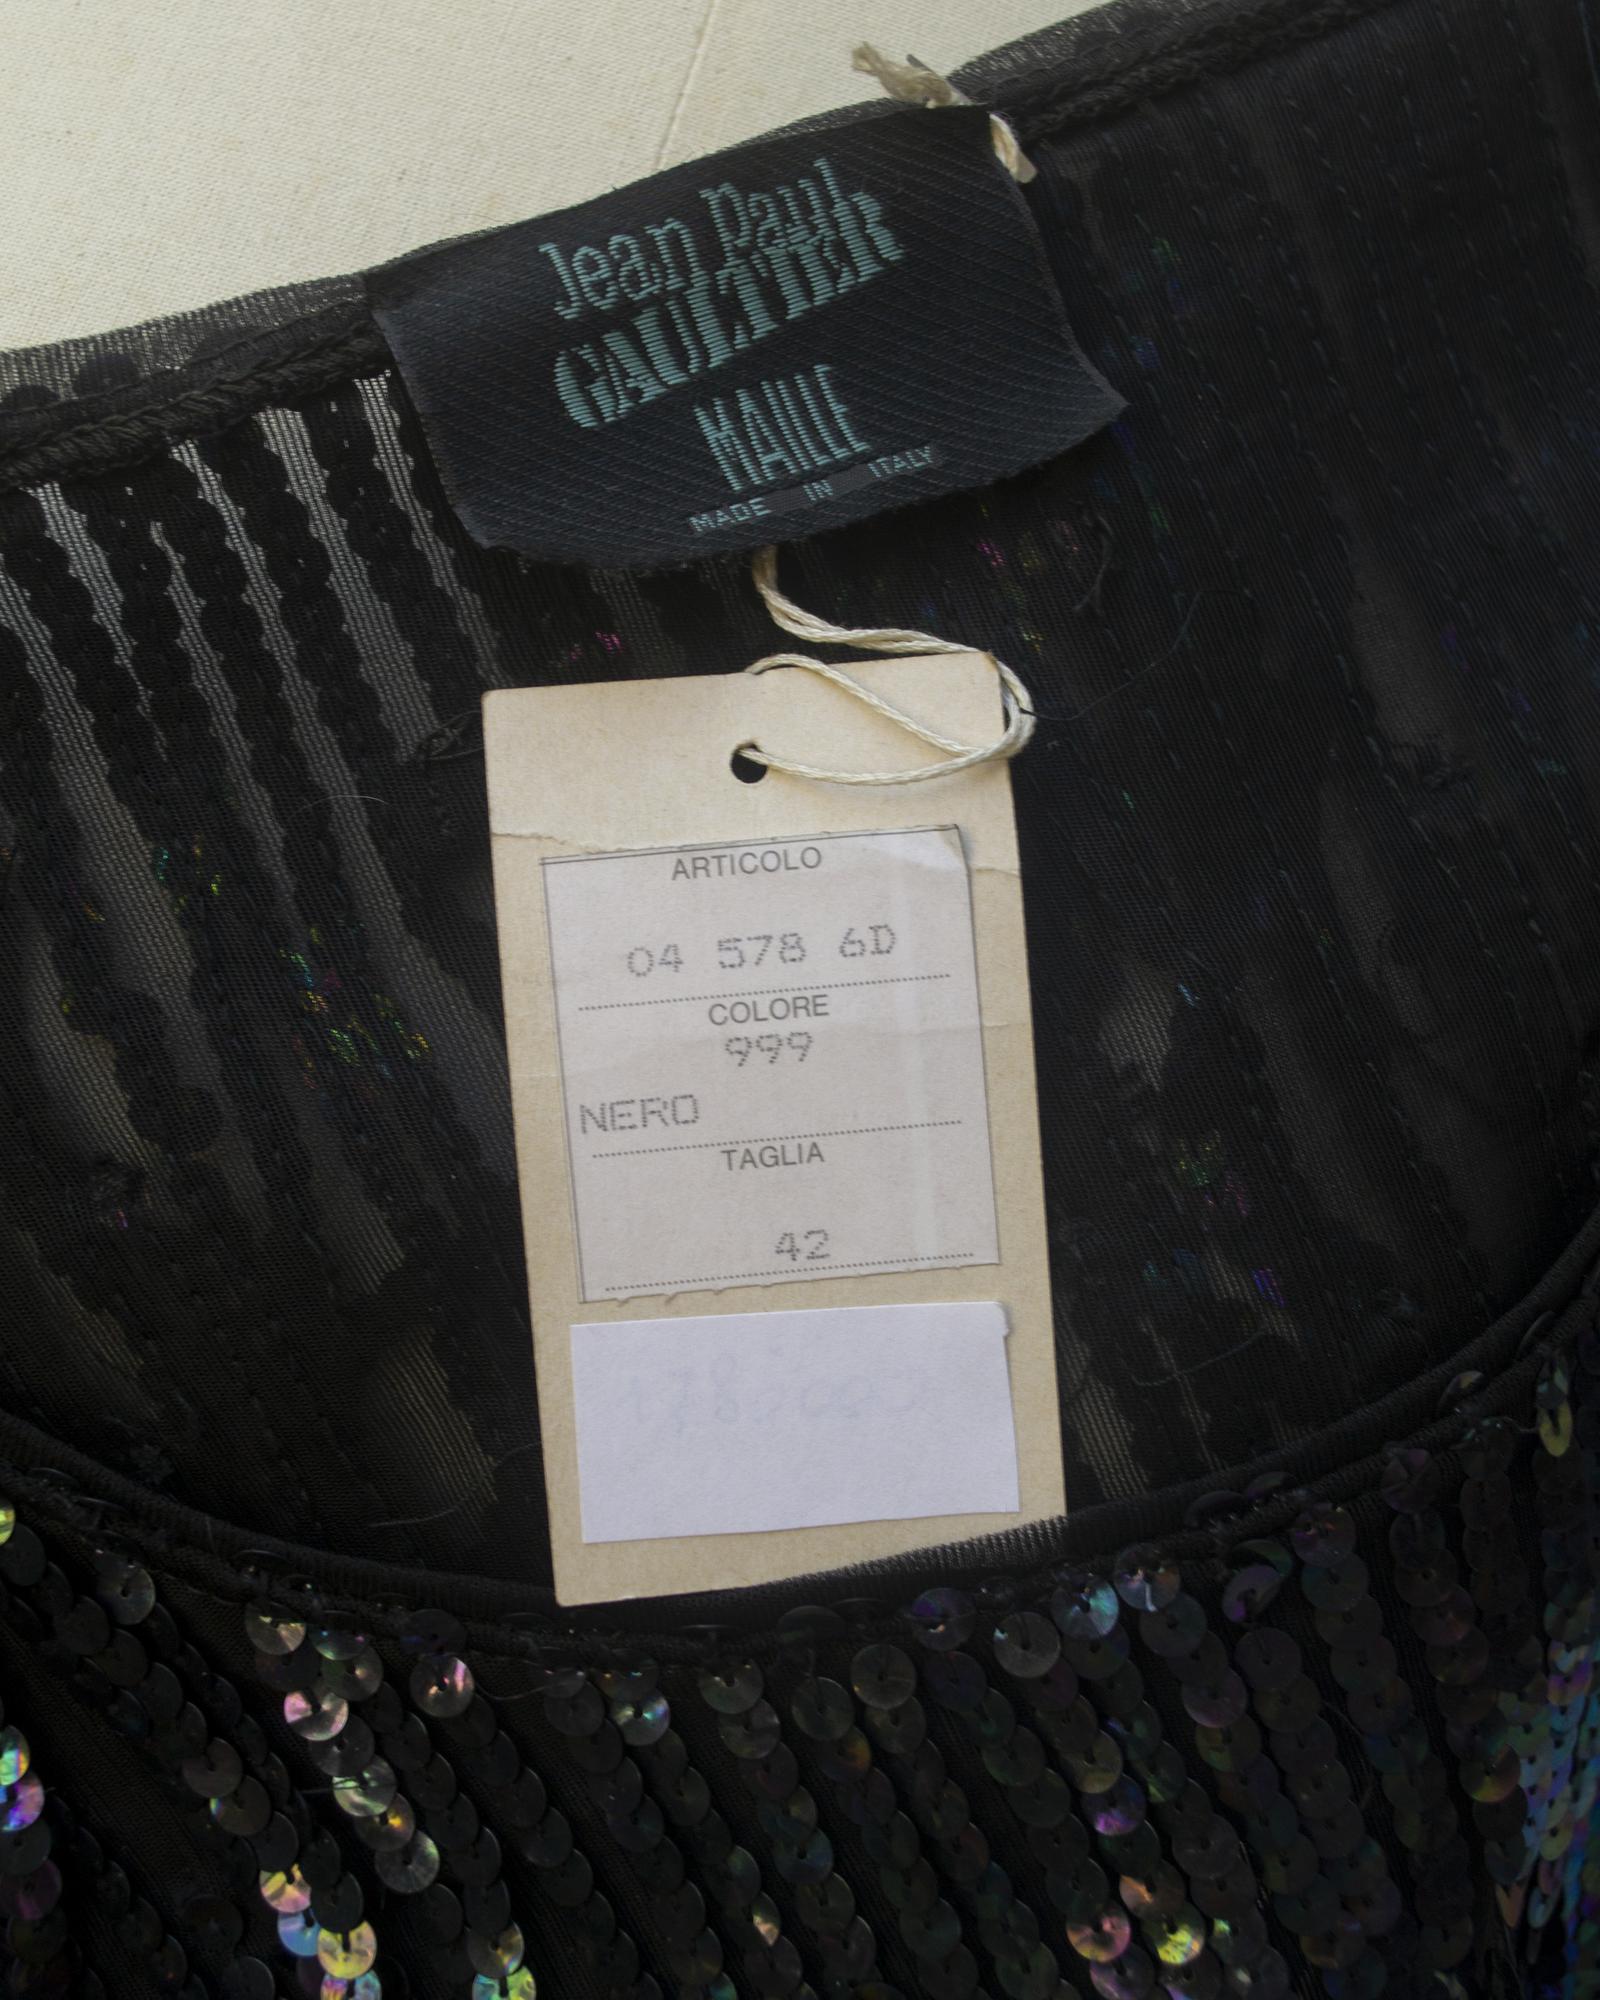 Jean Paul
GAULTIER
MAILLE
MADE IN ITALY
ARTICOLO
04 578 6D
COLORE
999
NERO
TAGLIA
42